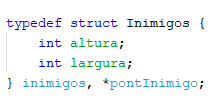 typedef struct Inimigos {
    int altura;
    int largura;
} inimigos, *pontInimigo;